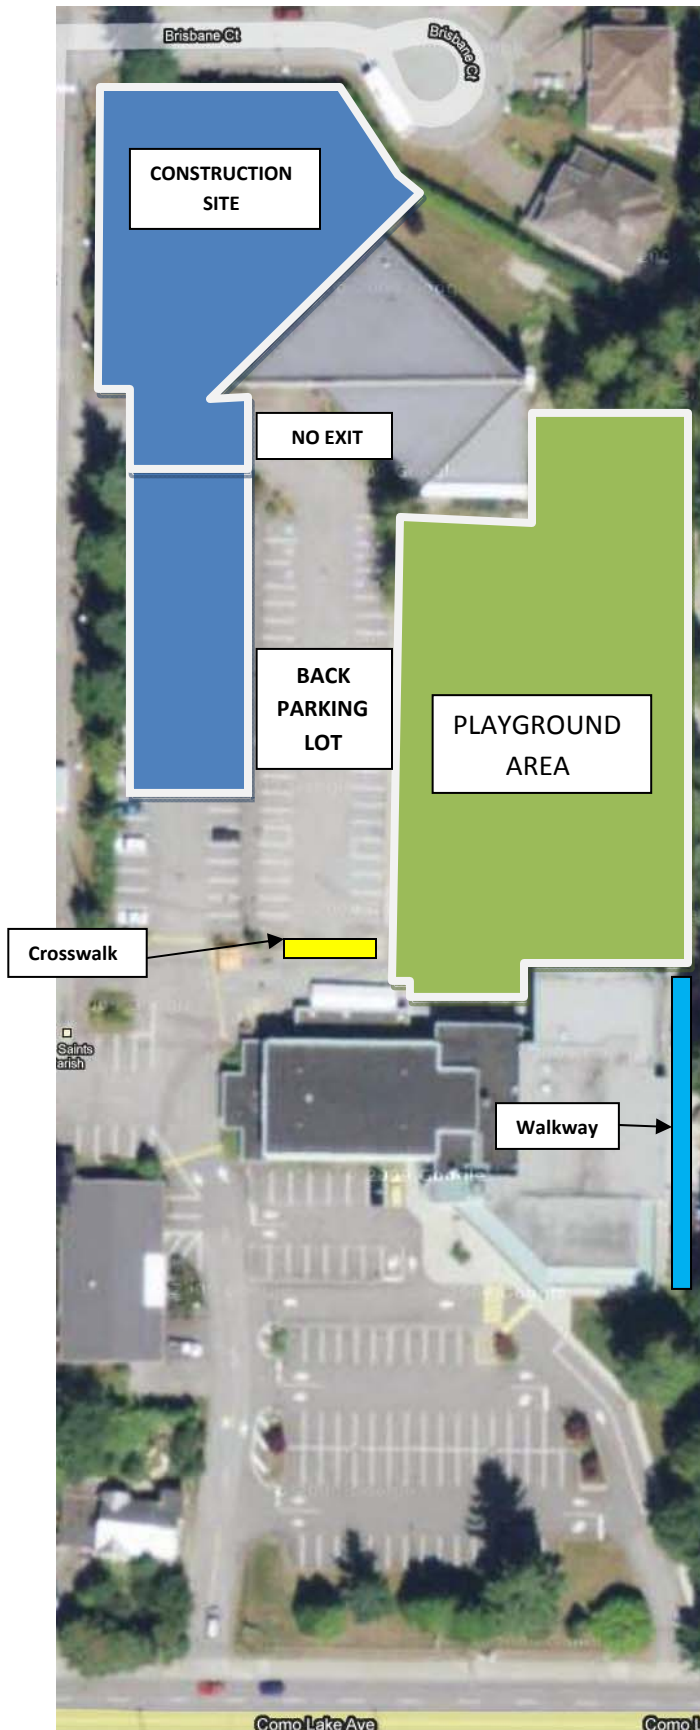 Brisbane Ct
Brisbane Ct
CONSTRUCTION
SITE
NO EXIT
BACK
PARKING
LOT
PLAYGROUND
AREA
Crosswalk
Saints
arish
Walkway
Como Lake Ave
Como L